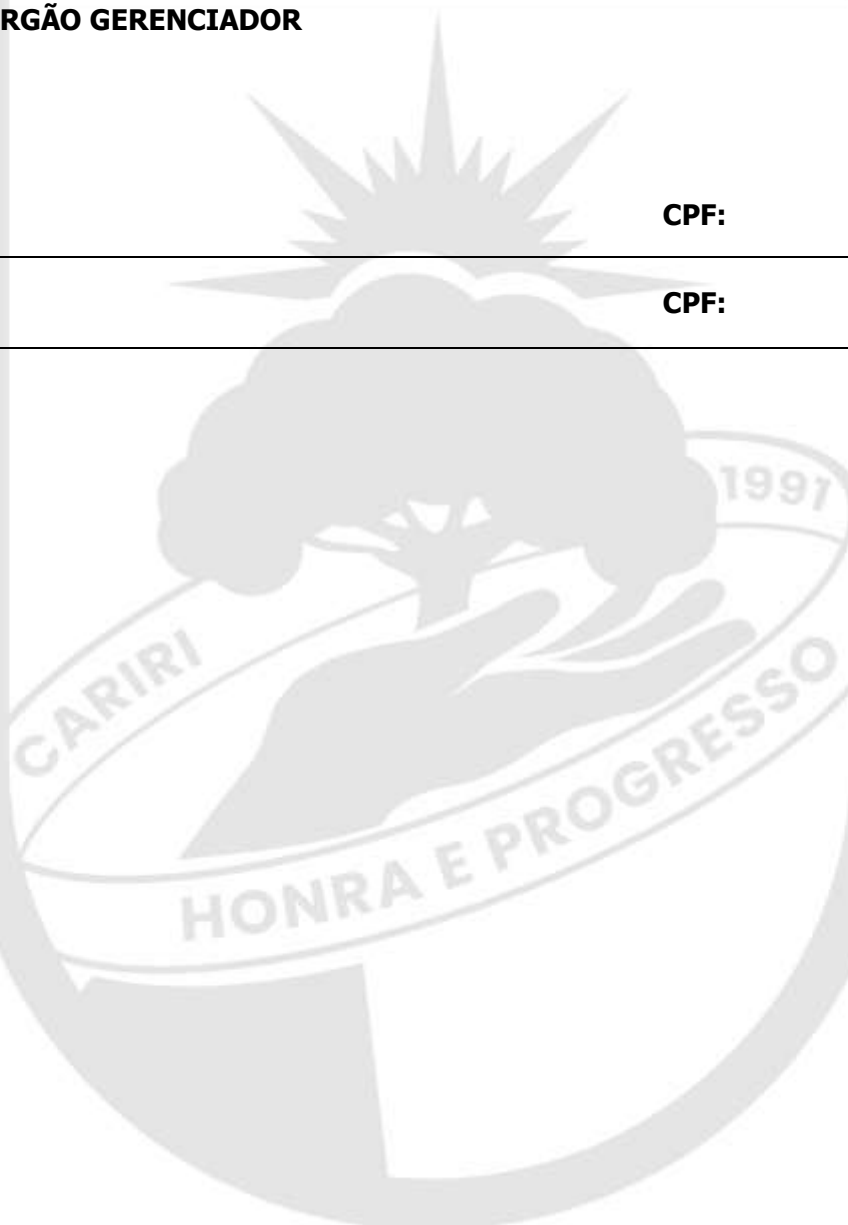 RGÃO GERENCIADOR
CPF:
CPF:
1991
CARIRI
HONRA E PROGRESSO